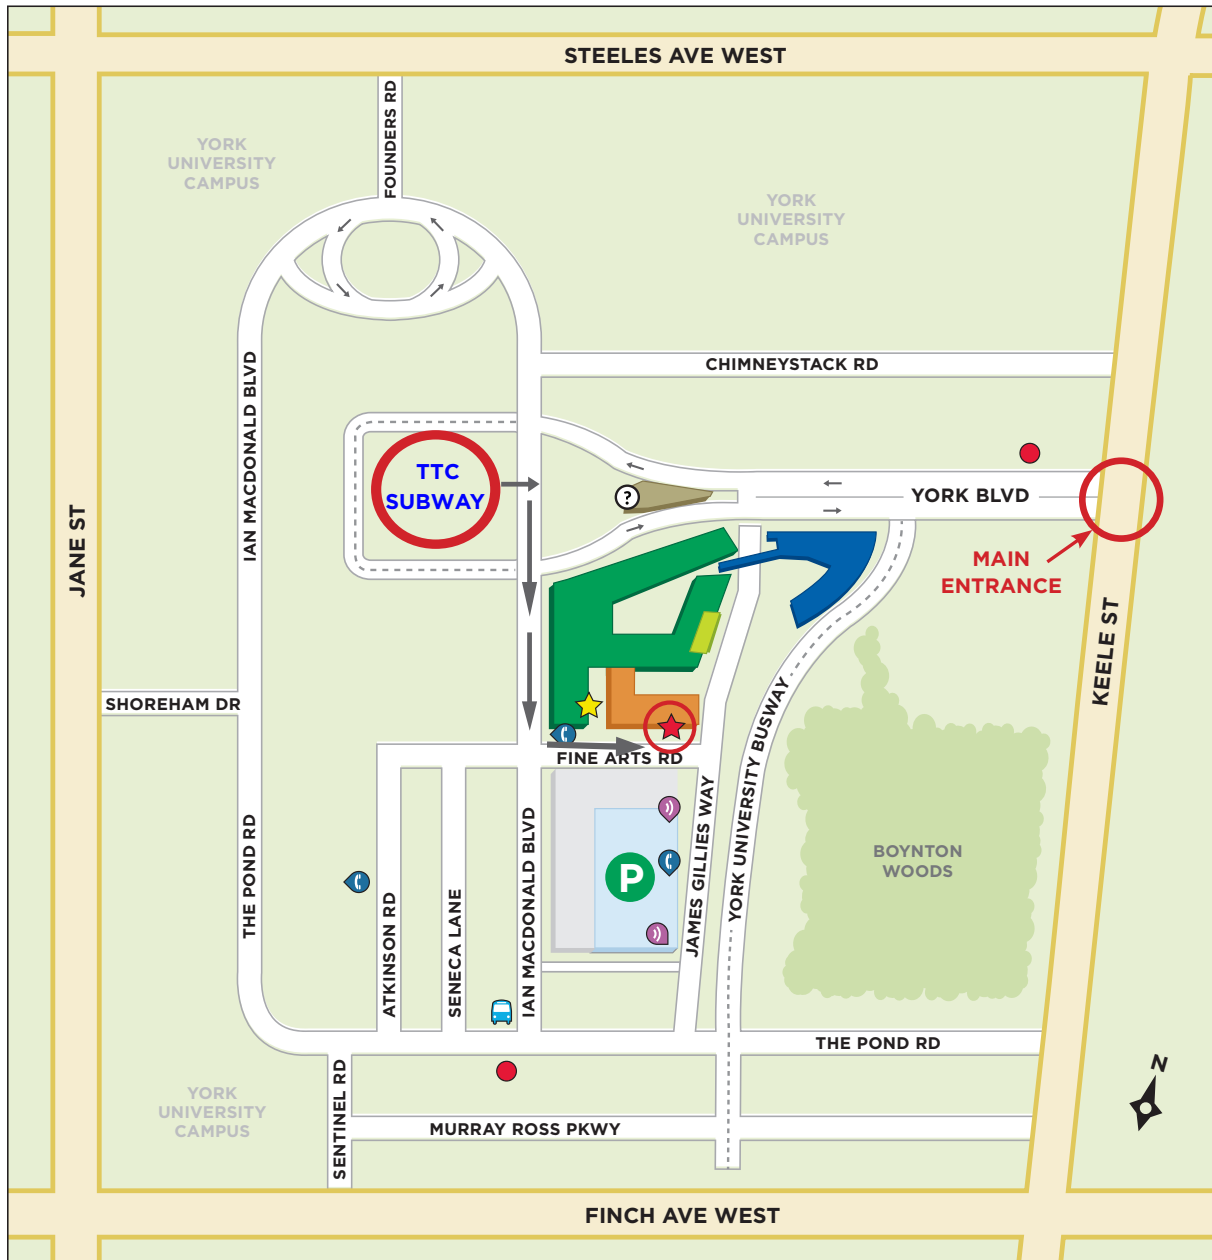 STEELES AVE WEST
FOUNDERS RD
YORK
UNIVERSITY
CAMPUS
YORK
UNIVERSITY
CAMPUS
CHIMNEYSTACK RD
IAN MACDONALD BLVD
TTC
SUBWAY
?
YORK BLVD
JANE ST
MAIN
ENTRANCE
KEELE ST
SHOREHAM DR
FINE ARTS RD
YORK UNIVERSITY BUSWAY
THE POND RD
IAN MACDONALD BLVD
JAMES GILLIES WAY
P
BOYNTON
WOODS
ATKINSON RD
SENECA LANE
THE POND RD
N
SENTINEL RD
YORK
UNIVERSITY
CAMPUS
MURRAY ROSS PKWY
FINCH AVE WEST